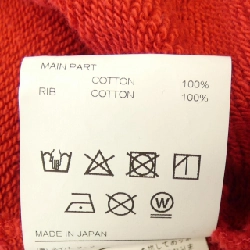 MAIN PART
COTTON 100%
RIB COTTON 100%
W
MADE IN JAPAN